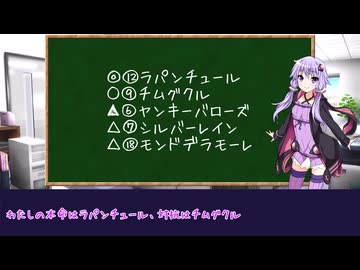 ◎⑫ラパンチュール
○⑨チムグクル
▲⑥ヤンキーバローズ
△⑦シルバーレイン
△⑱モンドデラモーレ
わたしの本命はラパンチュール、対抗はチムグクル